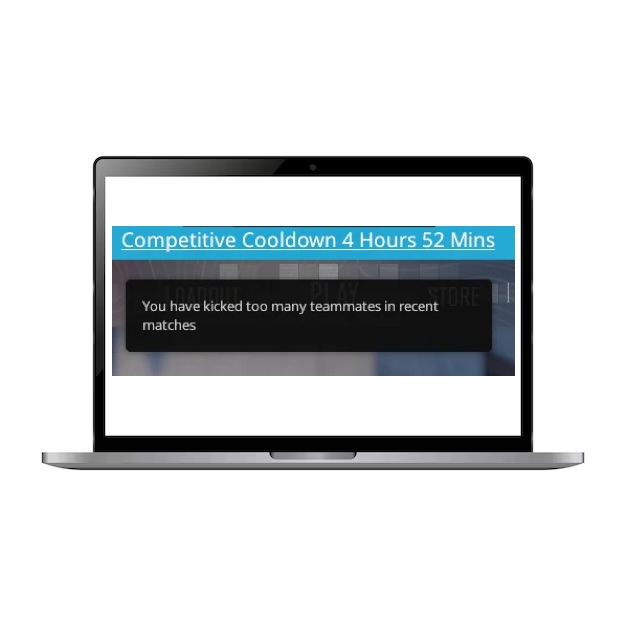 Competitive Cooldown 4 Hours 52 Mins
LOADOUT PLAY STORE
You have kicked too many teammates in recent
matches